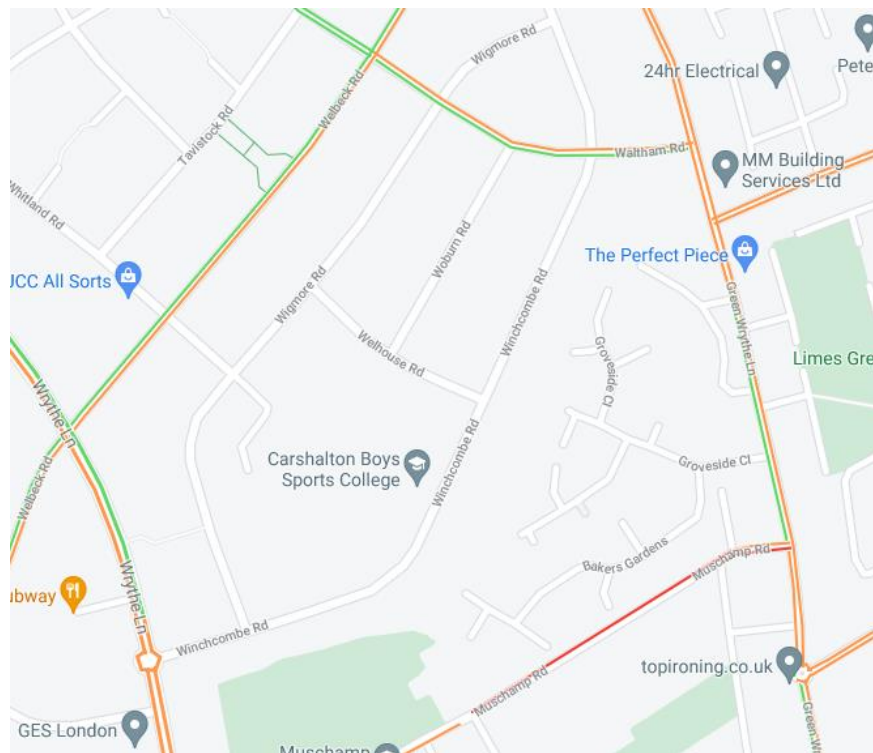 Wigmore Rd
24hr Electrical
Pete
Welbeck Rd
Tavistock Rd
Waltham Rd
MM Building
Services Ltd
Whitland Rd
Woburn Rd
The Perfect Piece
JCC All Sorts
Wigmore Rd
Winchcombe Rd
Green Wrythe Ln
Welhouse Rd
Groveside Cl
Limes Gre
Wrythe Ln
Carshalton Boys
Sports College
Winchcombe Rd
Groveside Cl
Welbeck Rd
Wrythe Ln
Bakers Gardens
Muschamp Rd
ubway
Winchcombe Rd
topironing.co.uk
Muschamp Rd
GES London
Green W
Muschamp